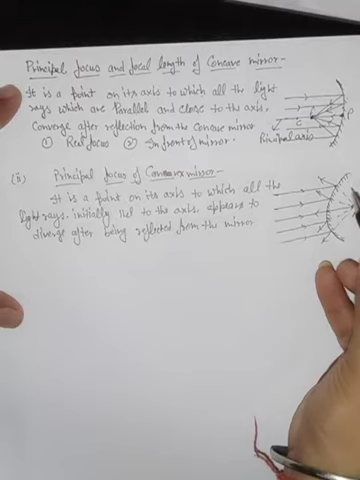 Principal focus and focal length of Concave mirror-
It is a point on its axis to which all the light
rays which are Parallel and close to the axis,
Converge after reflection from the Concave mirror
① Real focus ② In front of mirror.
C P
Principal axis
(ii) Principal focus of Convex mirror-
It is a point on its axis to which all the
light rays, initially llel to the axis, appears to
diverge after being reflected from the mirror